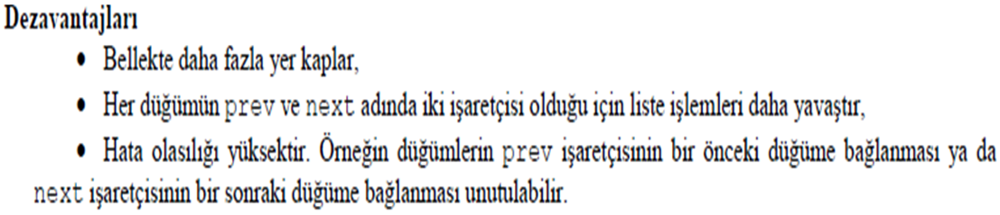 Dezavantajları
• Bellekte daha fazla yer kaplar,
• Her düğümün prev ve next adında iki işaretçisi olduğu için liste işlemleri daha yavaştır,
• Hata olasılığı yüksektir. Örneğin düğümlerin prev işaretçisinin bir önceki düğüme bağlanması ya da
next işaretçisinin bir sonraki düğüme bağlanması unutulabilir.